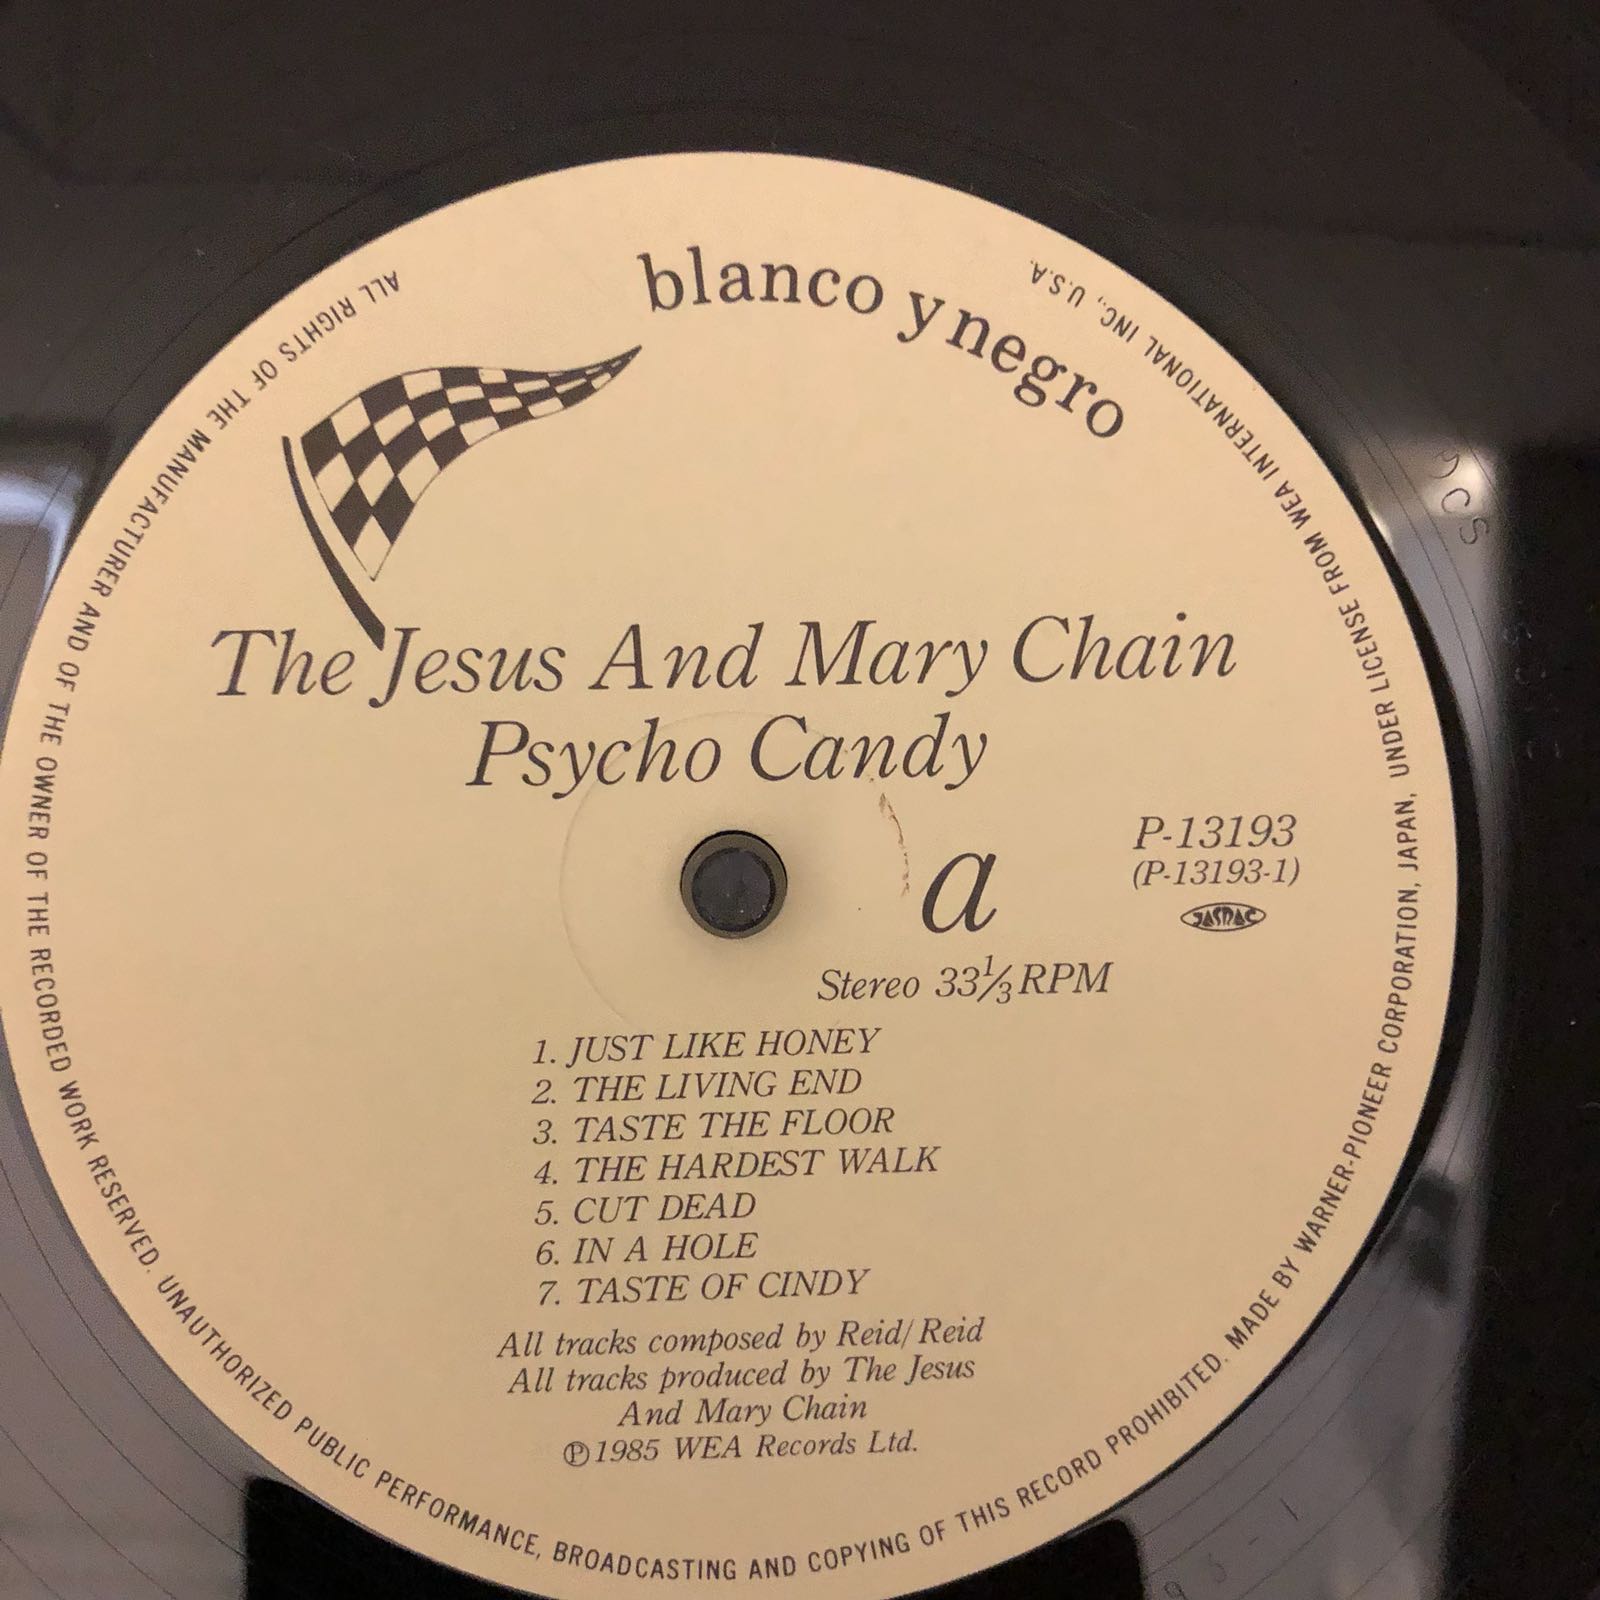 blanco y negro
The Jesus And Mary Chain
Psycho Candy
P-13193
(P-13193-1)
a
JASRAC
Stereo 33⅓ RPM
1. JUST LIKE HONEY
2. THE LIVING END
3. TASTE THE FLOOR
4. THE HARDEST WALK
5. CUT DEAD
6. IN A HOLE
7. TASTE OF CINDY
All tracks composed by Reid/Reid
All tracks produced by The Jesus
And Mary Chain
℗1985 WEA Records Ltd.
ALL RIGHTS OF THE MANUFACTURER AND OF THE OWNER OF THE RECORDED WORK RESERVED. UNAUTHORIZED PUBLIC PERFORMANCE, BROADCASTING AND COPYING OF THIS RECORD PROHIBITED. MADE BY WARNER-PIONEER CORPORATION, JAPAN, UNDER LICENSE FROM WEA INTERNATIONAL INC., U.S.A.